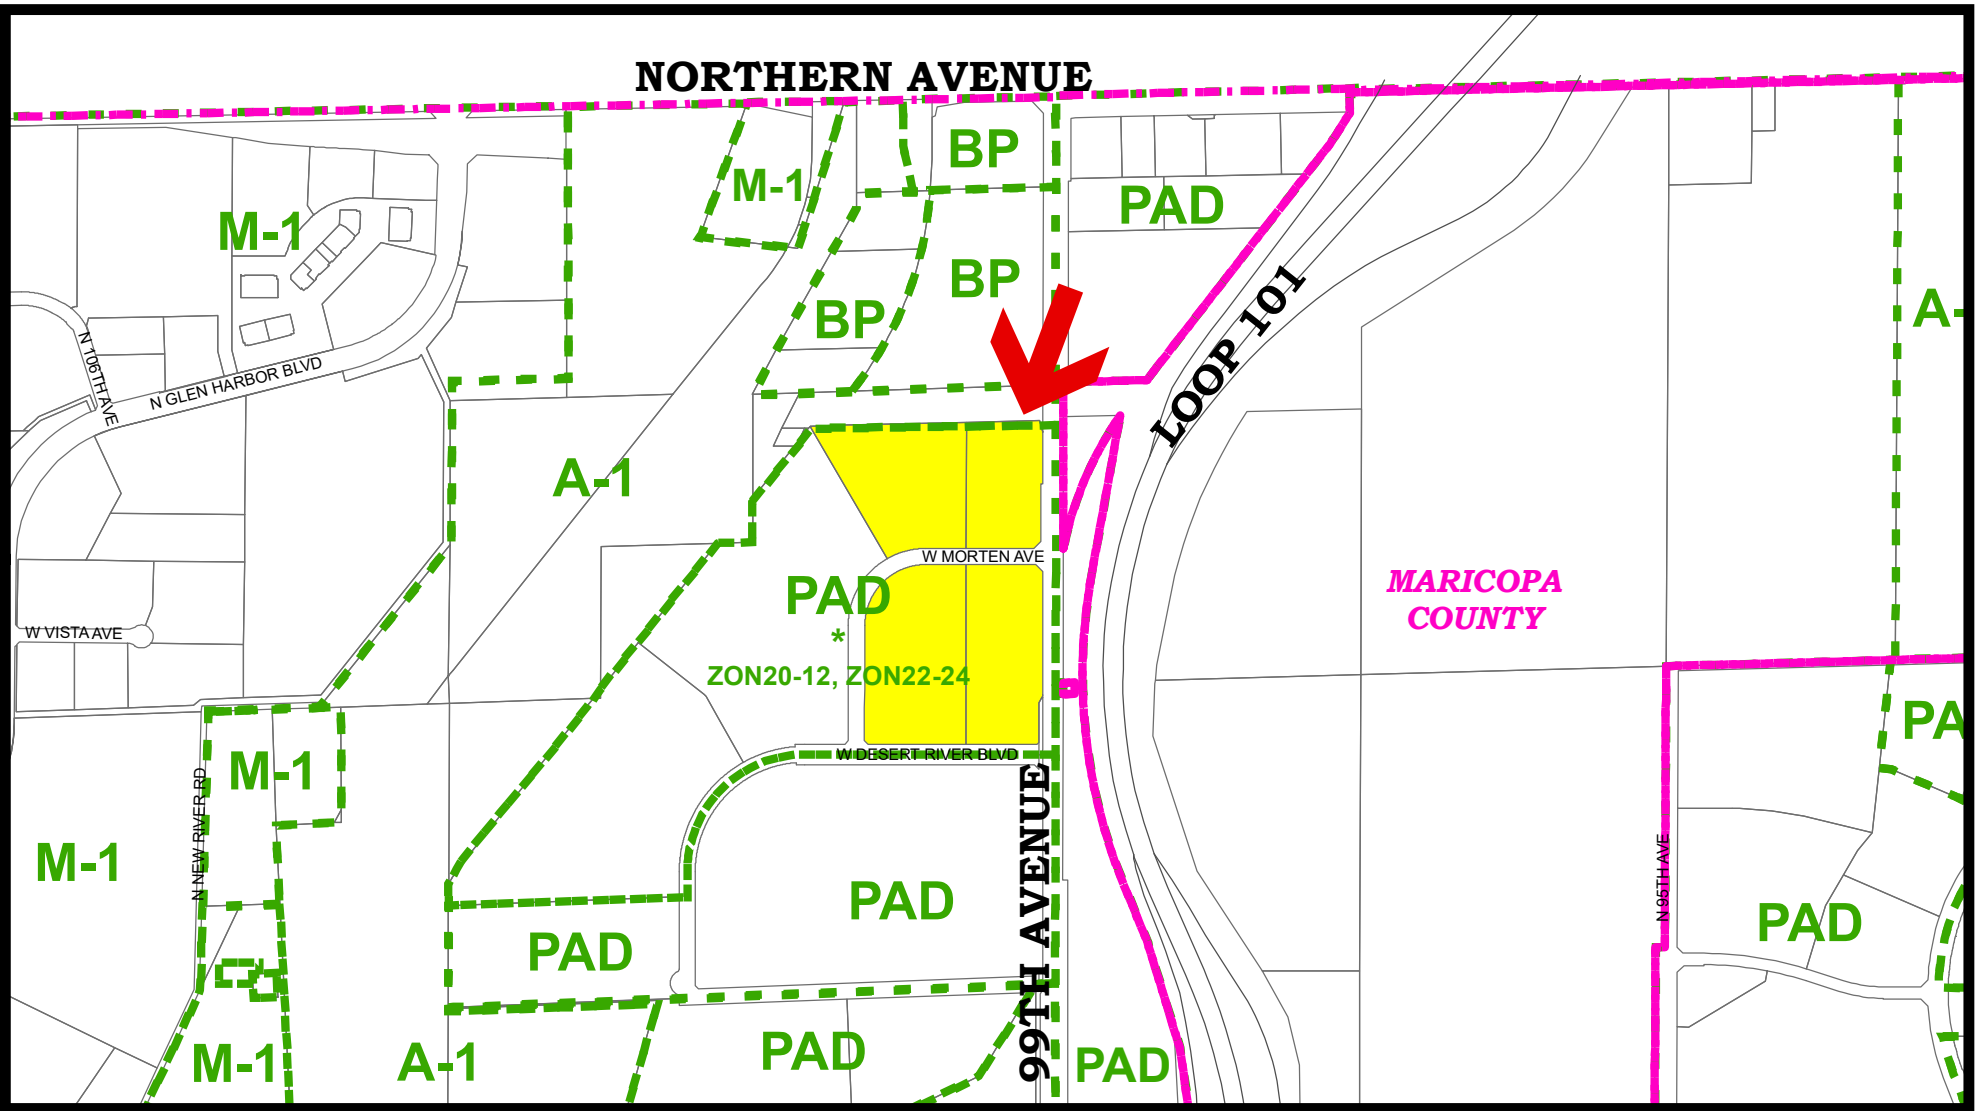 NORTHERN AVENUE
BP
M-1
PAD
M-1
BP
A-
BP
LOOP 101
N 106TH AVE
N GLEN HARBOR BLVD
A-1
W MORTEN AVE
MARICOPA
COUNTY
PAD
*
W VISTA AVE
ZON20-12, ZON22-24
PA
W DESERT RIVER BLVD
M-1
N NEW RIVER RD
99TH AVENUE
M-1
N 95TH AVE
PAD
PAD
PAD
M-1
A-1
PAD
PAD